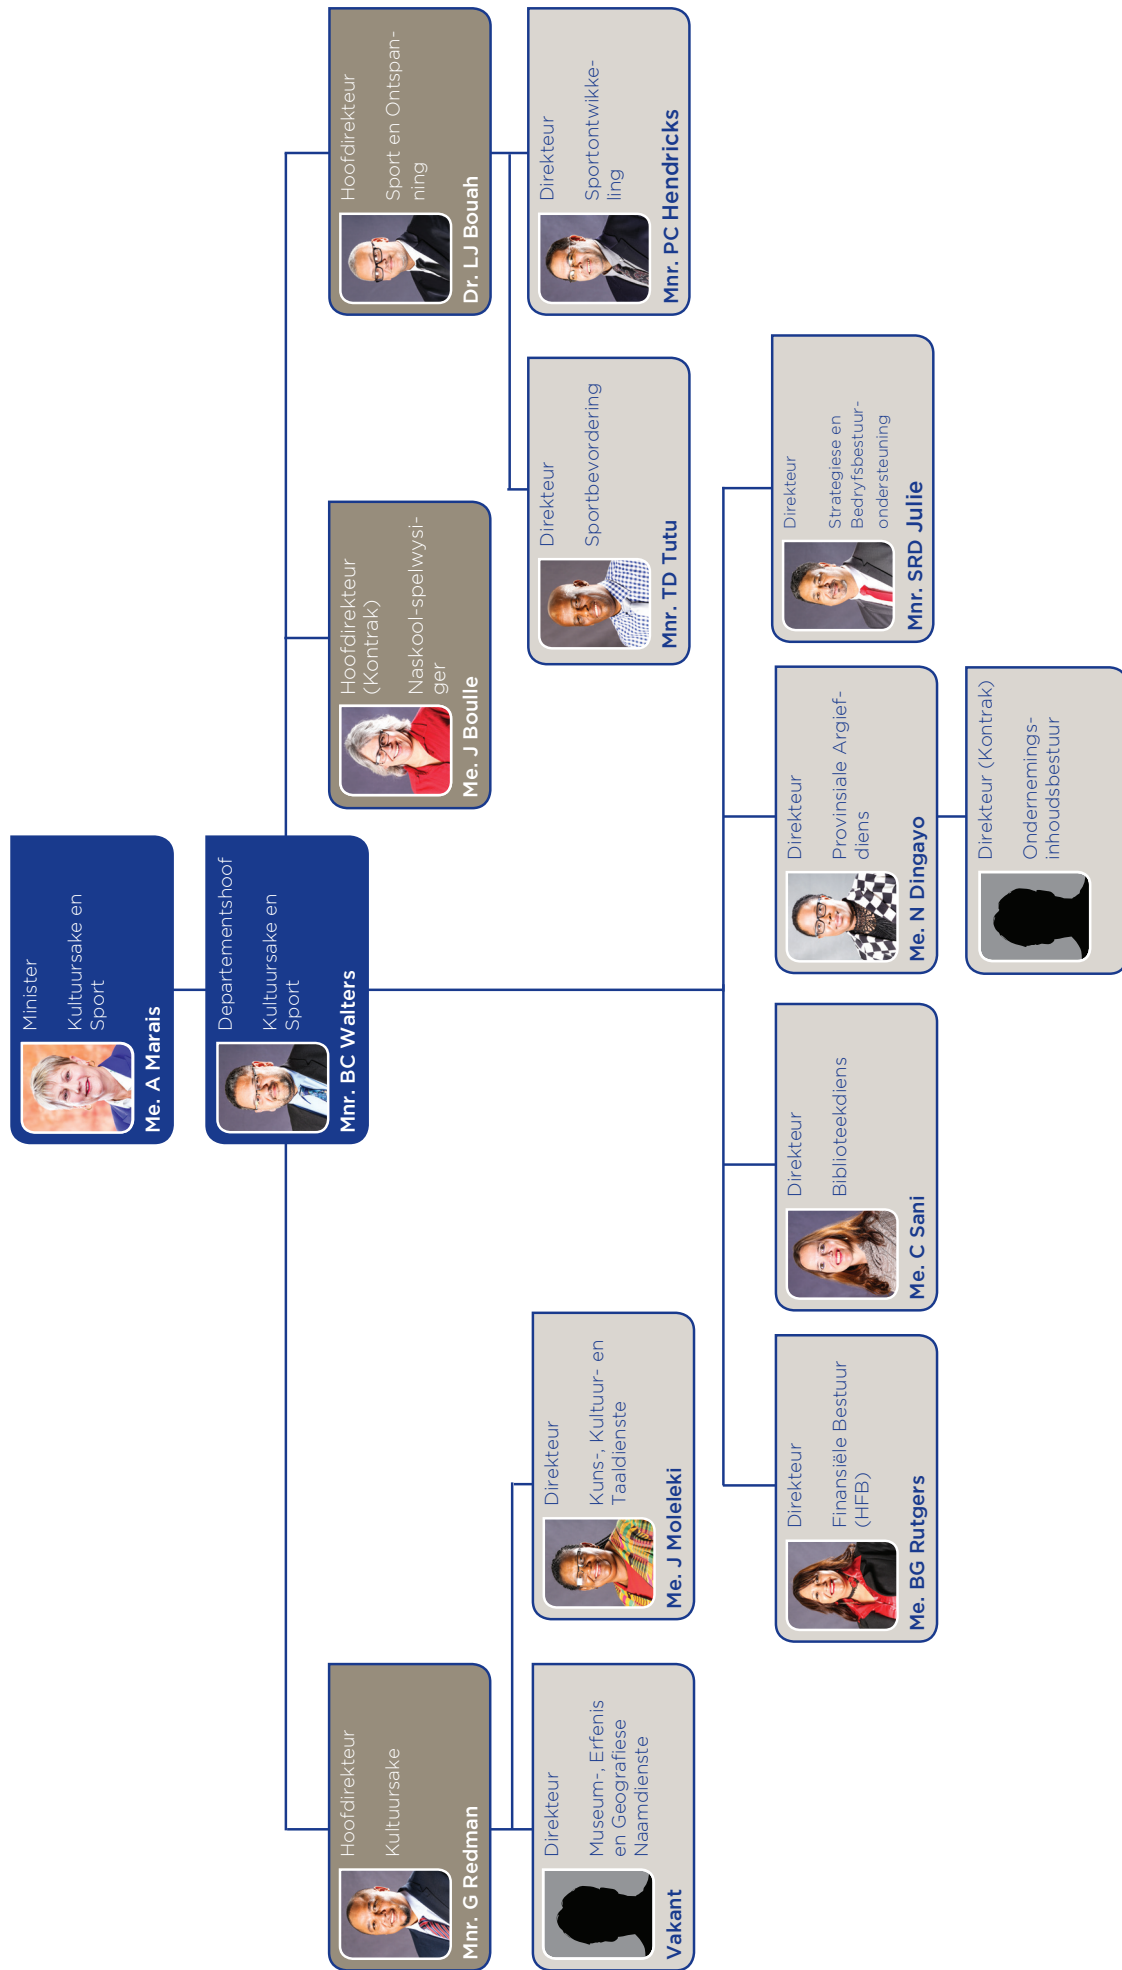 Minister
Kultuursake en
Sport
Me. A Marais
Departementshoof
Kultuursake en
Sport
Mnr. BC Walters
Hoofdirekteur
Kultuursake
Mnr. G Redman
Hoofdirekteur
(Kontrak)
Naskool-spelwysi-
ger
Me. J Boulle
Hoofdirekteur
Sport en Ontspan-
ning
Dr. LJ Bouah
Direkteur
Museum-, Erfenis
en Geografiese
Naamdienste
Vakant
Direkteur
Kuns-, Kultuur- en
Taaldienste
Me. J Moleleki
Direkteur
Sportbevordering
Mnr. TD Tutu
Direkteur
Sportontwikke-
ling
Mnr. PC Hendricks
Direkteur
Finansiële Bestuur
(HFB)
Me. BG Rutgers
Direkteur
Biblioteekdiens
Me. C Sani
Direkteur
Provinsiale Argief-
diens
Me. N Dingayo
Direkteur
Strategiese en
Bedryfsbestuur-
ondersteuning
Mnr. SRD Julie
Direkteur (Kontrak)
Ondernemings-
inhoudsbestuur